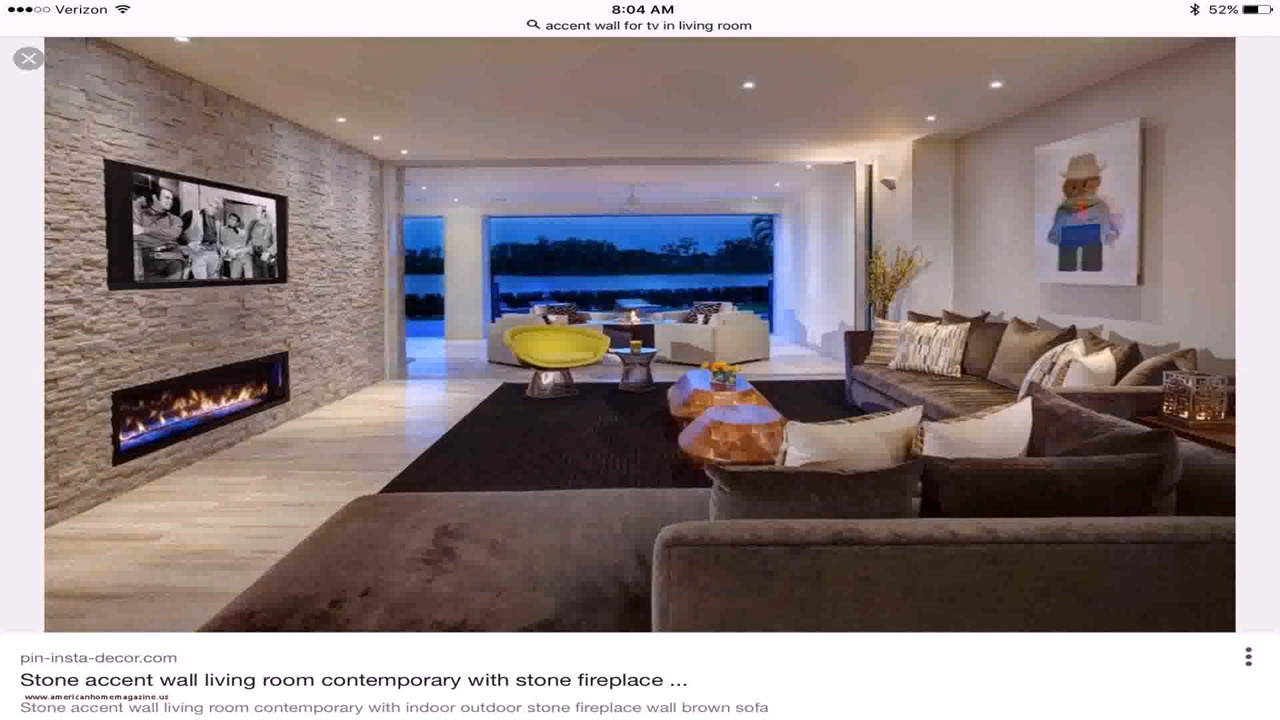 Verizon
8:04 AM
52%
accent wall for tv in living room
pin-insta-decor.com
Stone accent wall living room contemporary with stone fireplace ...
www.americanhomemagazine.us
Stone accent wall living room contemporary with indoor outdoor stone fireplace wall brown sofa